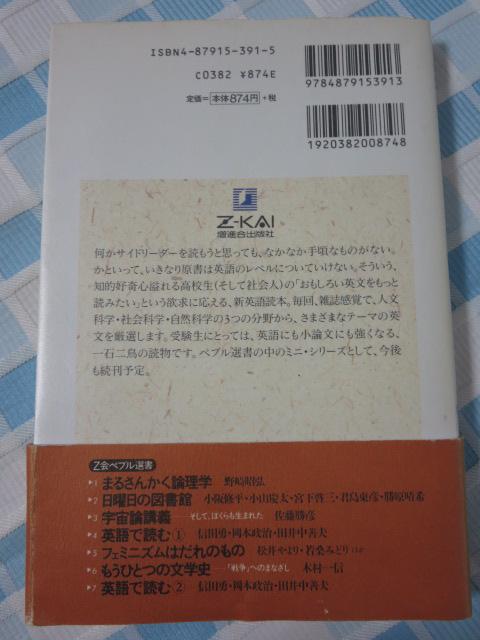 ISBN4-87915-391-5
C0382 ¥874E
定価=本体874円+税
9784879153913
1920382008748
Z-KAI
増進会出版社
何かサイドリーダーを読もうと思っても、なかなか手頃なものがない。
かといって、いきなり原書は英語のレベルについていけない。そういう、
知的好奇心溢れる高校生(そして社会人)の「おもしろい英文をもっと
読みたい」という欲求に応える、新英語読本。毎回、雑誌感覚で、人文
科学・社会科学・自然科学の3つの分野から、さまざまなテーマの英文
を厳選します。受験生にとっては、英語にも小論文にも強くなる、
一石二鳥の読物です。ペブル選書の中のミニ・シリーズとして、今後
も続刊予定。
Z会ペブル選書
1 まるさんかく論理学 野崎昭弘
2 日曜日の図書館 小阪修平・小山慶太・宮下啓三・君島東彦・勝原晴希
3 宇宙論講義 ―そして、ぼくらも生まれた 佐藤勝彦
4 英語で読む① 信田勇・岡本政治・田井中善夫
5 フェミニズムはだれのもの 松井やより・若桑みどりほか
6 もうひとつの文学史 ―「戦争」へのまなざし 木村一信
7 英語で読む② 信田勇・岡本政治・田井中善夫